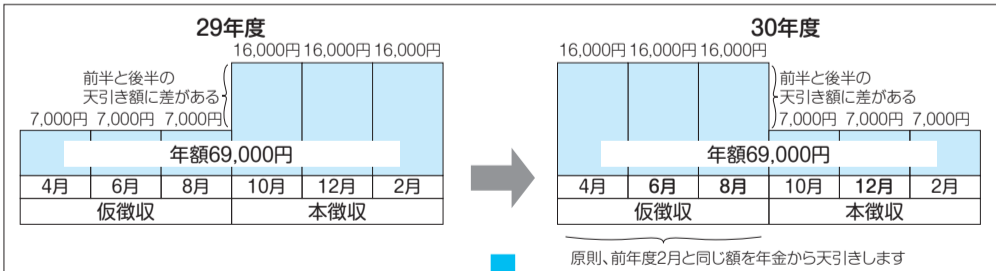 29年度
16,000円 16,000円 16,000円
前半と後半の
天引き額に差がある
7,000円 7,000円 7,000円
年額69,000円
4月 6月 8月 10月 12月 2月
仮徴収 本徴収
30年度
16,000円 16,000円 16,000円
前半と後半の
天引き額に差がある
7,000円 7,000円 7,000円
年額69,000円
4月 6月 8月 10月 12月 2月
仮徴収 本徴収
原則、前年度2月と同じ額を年金から天引きします